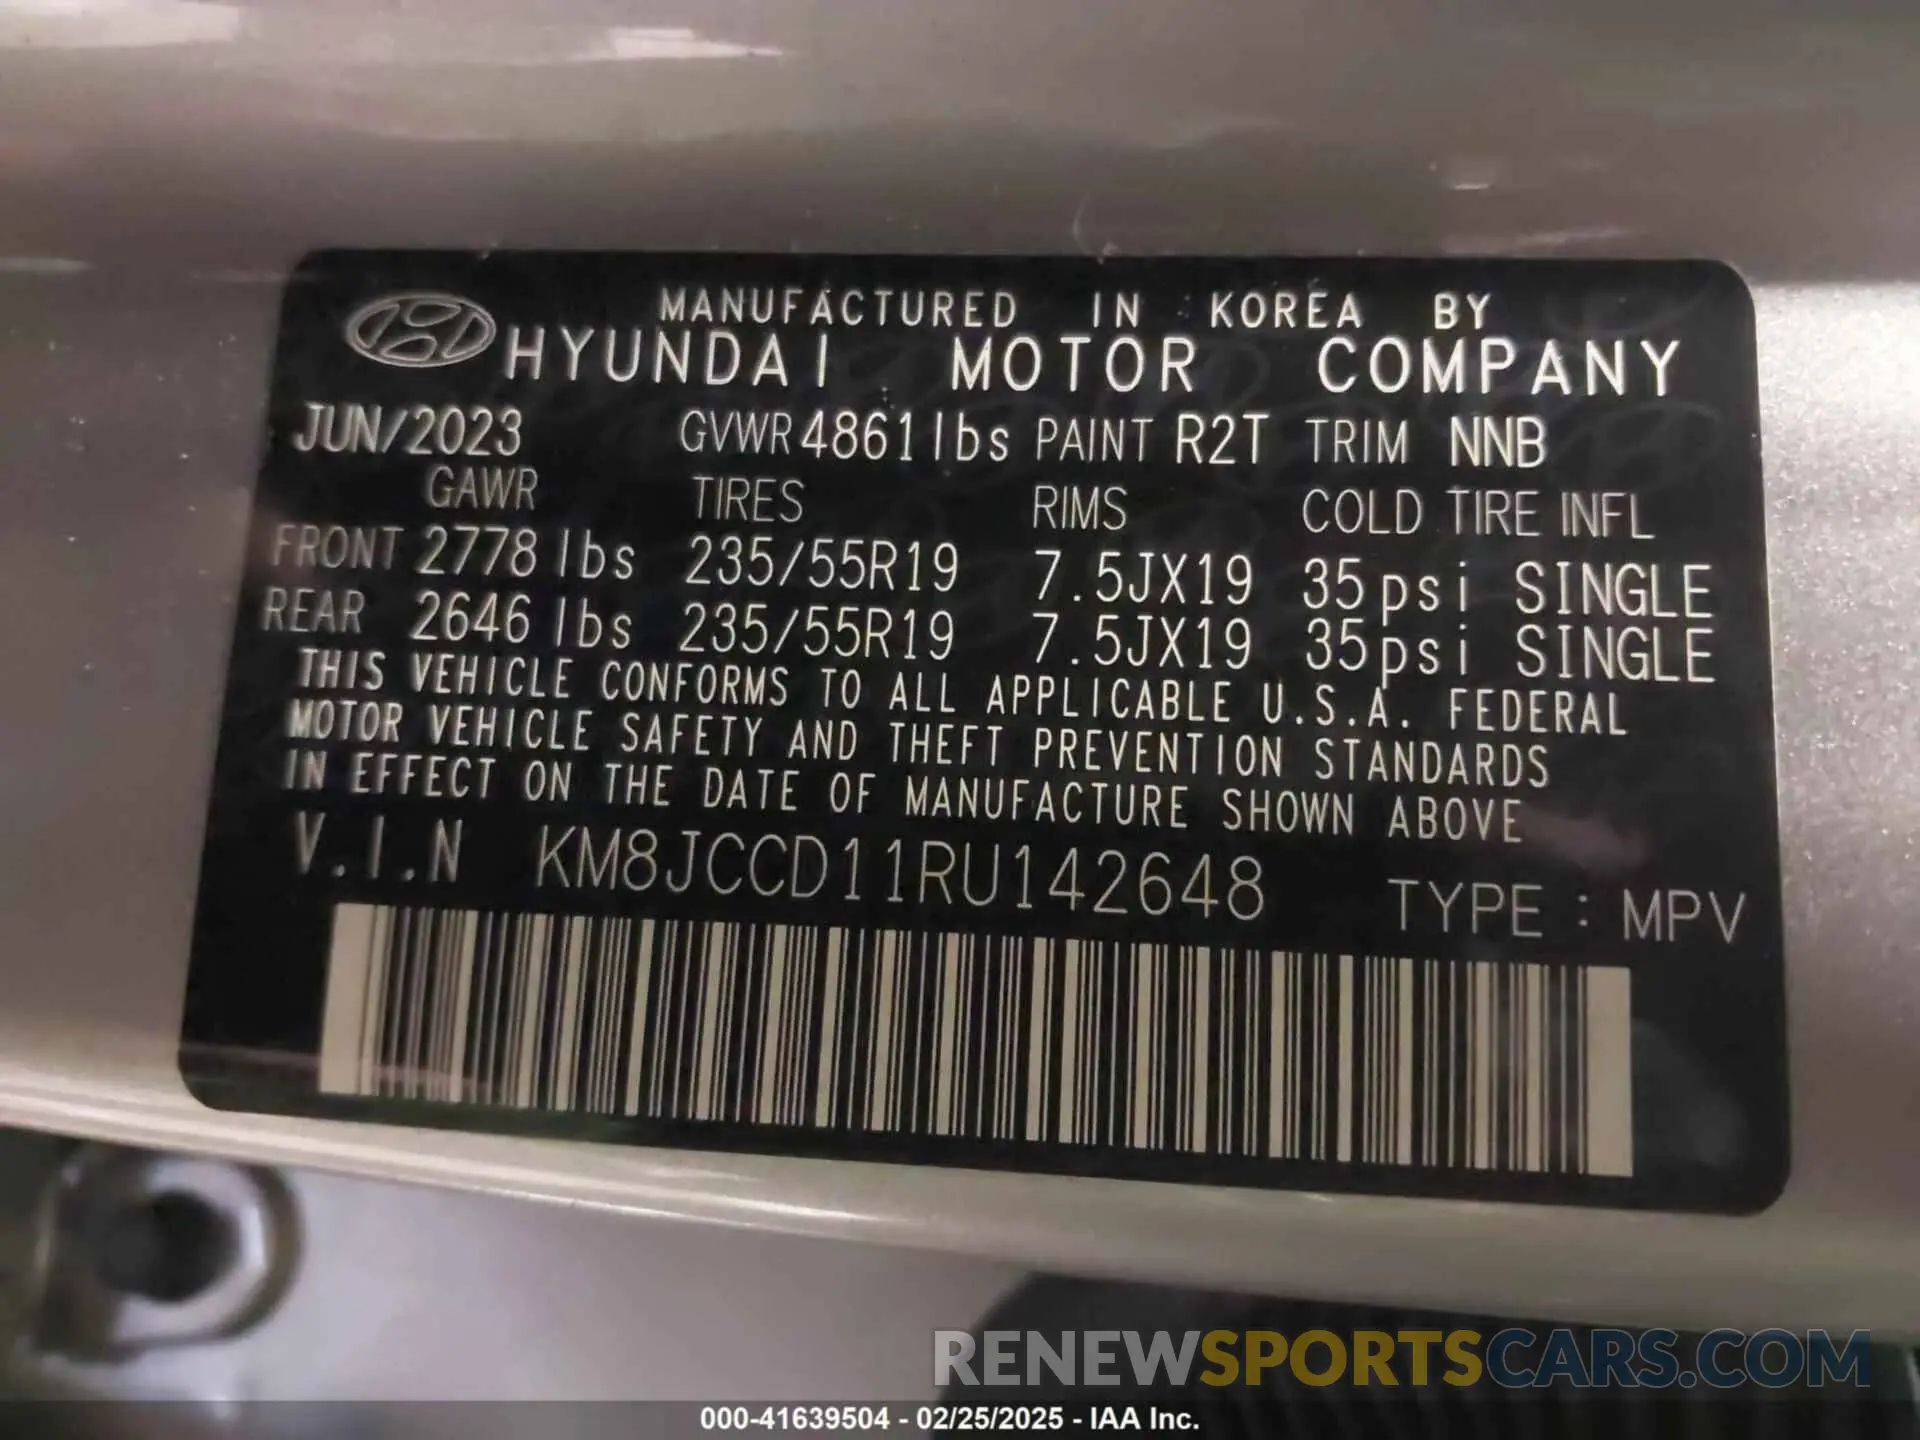 MANUFACTURED IN KOREA BY
HYUNDAI MOTOR COMPANY
JUN/2023 GVWR 4861lbs PAINT R2T TRIM NNB
GAWR TIRES RIMS COLD TIRE INFL
FRONT 2778 lbs 235/55R19 7.5JX19 35psi SINGLE
REAR 2646 lbs 235/55R19 7.5JX19 35psi SINGLE
THIS VEHICLE CONFORMS TO ALL APPLICABLE U.S.A. FEDERAL
MOTOR VEHICLE SAFETY AND THEFT PREVENTION STANDARDS
IN EFFECT ON THE DATE OF MANUFACTURE SHOWN ABOVE
V.I.N KM8JCCD11RU142648 TYPE : MPV
RENEWSPORTSCARS.COM
000-41639504 - 02/25/2025 - IAA Inc.